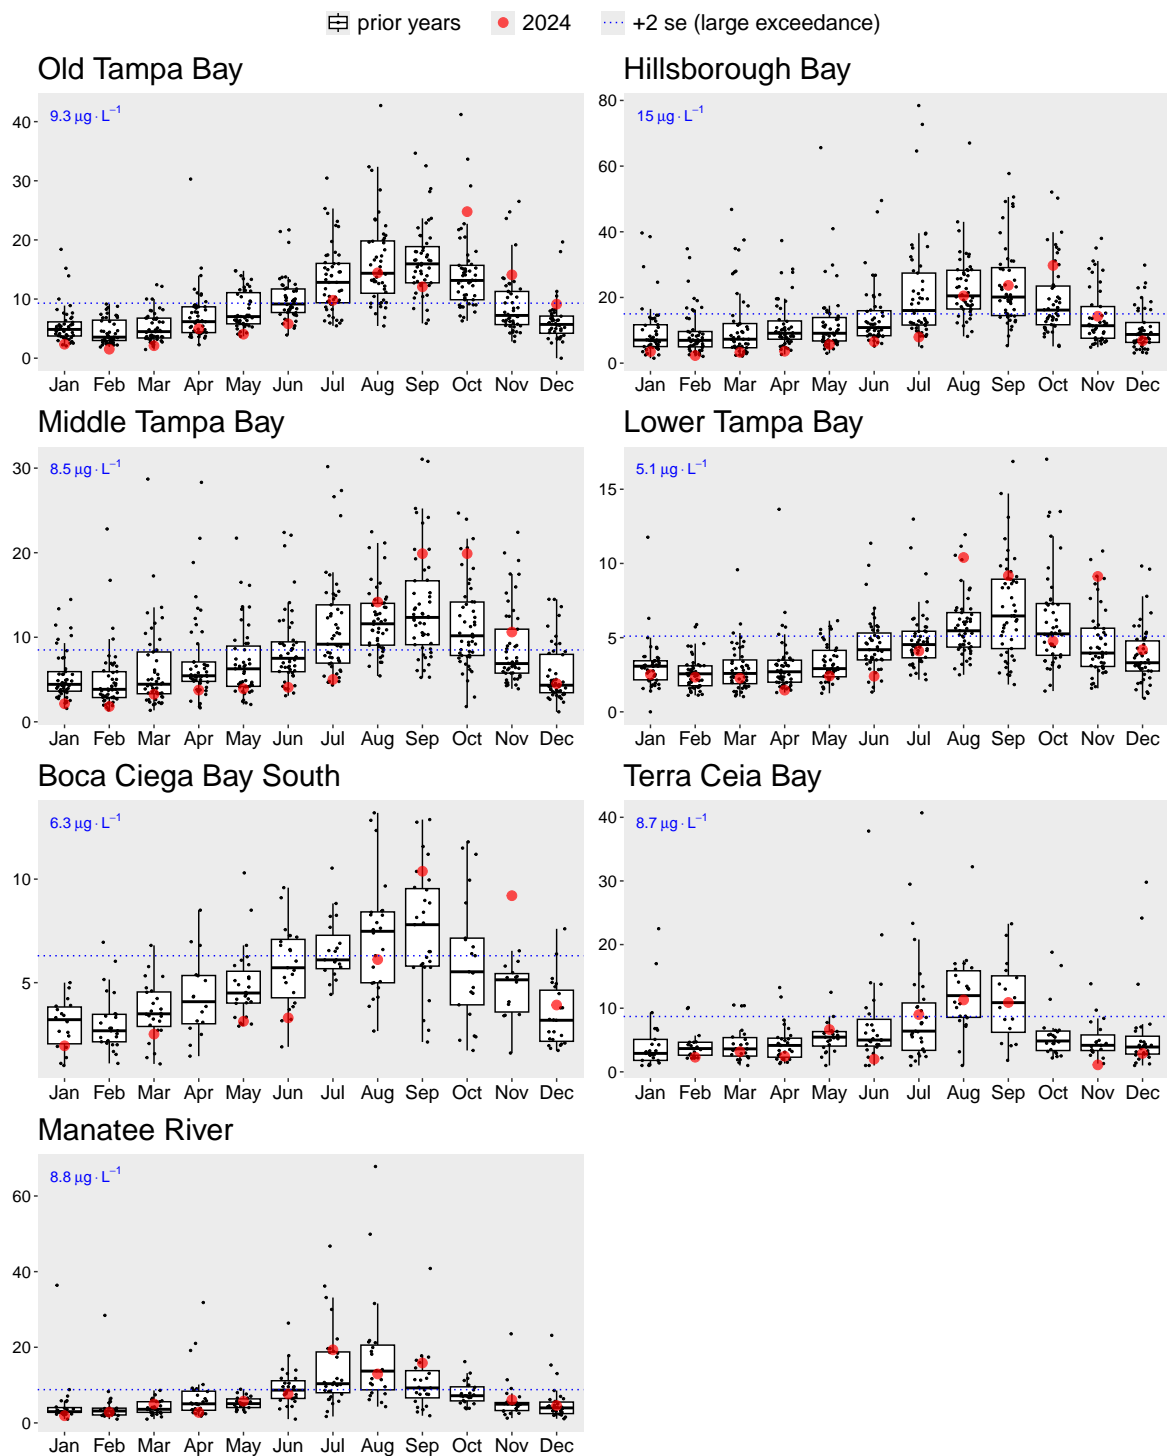 prior years 2024 +2 se (large exceedance)
Old Tampa Bay
9.3 µg · L⁻¹
40
30
20
10
0
Jan Feb Mar Apr May Jun Jul Aug Sep Oct Nov Dec
Hillsborough Bay
15 µg · L⁻¹
80
60
40
20
0
Jan Feb Mar Apr May Jun Jul Aug Sep Oct Nov Dec
Middle Tampa Bay
8.5 µg · L⁻¹
30
20
10
0
Jan Feb Mar Apr May Jun Jul Aug Sep Oct Nov Dec
Lower Tampa Bay
5.1 µg · L⁻¹
15
10
5
0
Jan Feb Mar Apr May Jun Jul Aug Sep Oct Nov Dec
Boca Ciega Bay South
6.3 µg · L⁻¹
10
5
Jan Feb Mar Apr May Jun Jul Aug Sep Oct Nov Dec
Terra Ceia Bay
8.7 µg · L⁻¹
40
30
20
10
0
Jan Feb Mar Apr May Jun Jul Aug Sep Oct Nov Dec
Manatee River
8.8 µg · L⁻¹
60
40
20
0
Jan Feb Mar Apr May Jun Jul Aug Sep Oct Nov Dec